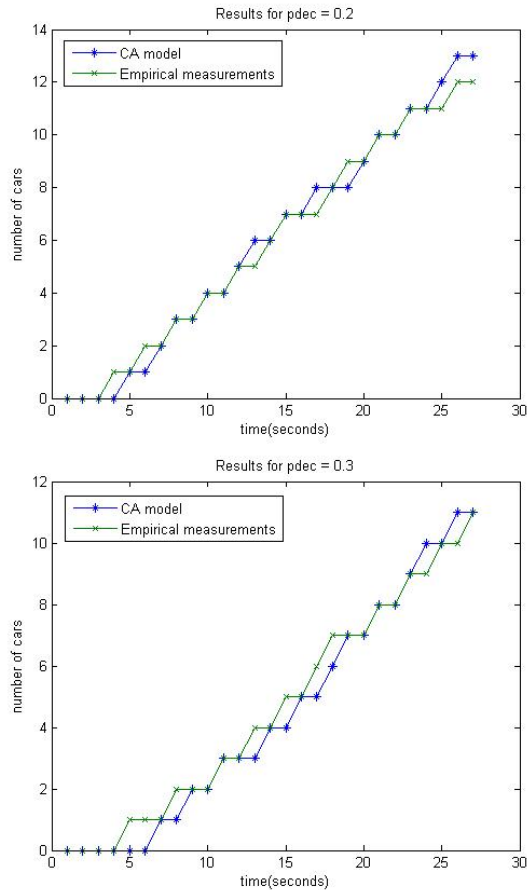 Results for pdec = 0.2
14
12
10
8
6
4
2
0
number of cars
CA model
Empirical measurements
0 5 10 15 20 25 30
time(seconds)
Results for pdec = 0.3
12
10
8
6
4
2
0
number of cars
CA model
Empirical measurements
0 5 10 15 20 25 30
time(seconds)